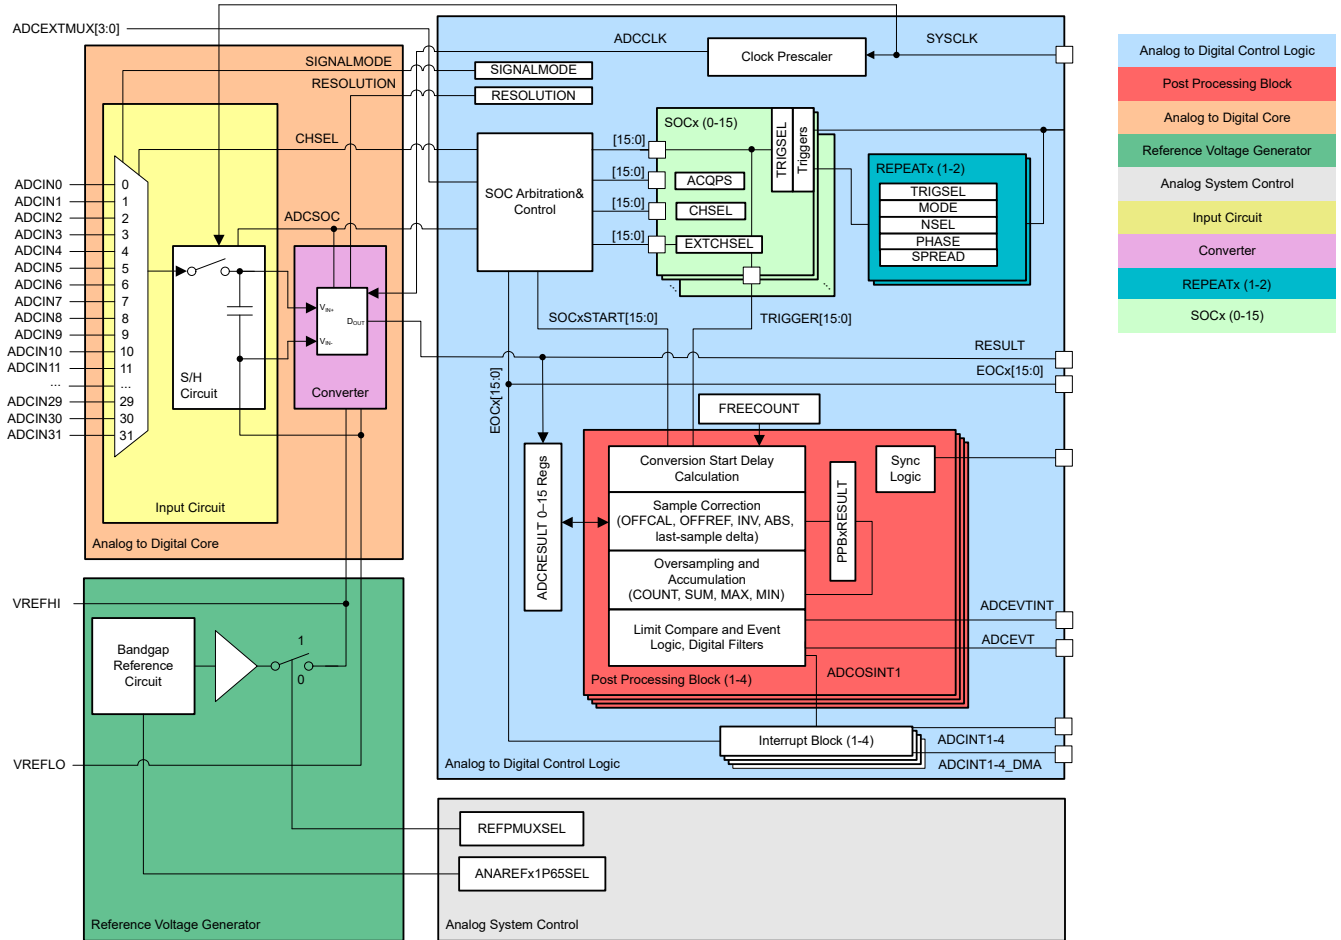 ADCEXTMUX[3:0]
ADCCLK
Clock Prescaler
SYSCLK
SIGNALMODE
SIGNALMODE
RESOLUTION
RESOLUTION
CHSEL
ADCIN0
ADCIN1
ADCIN2
ADCIN3
ADCIN4
ADCIN5
ADCIN6
ADCIN7
ADCIN8
ADCIN9
ADCIN10
ADCIN11
...
ADCIN29
ADCIN30
ADCIN31
0
1
2
3
4
5
6
7
8
9
10
11
...
29
30
31
S/H
Circuit
Input Circuit
Analog to Digital Core
ADCSOC
VIN+
VIN-
DOUT
Converter
SOC Arbitration&
Control
[15:0]
[15:0]
[15:0]
[15:0]
SOCx (0-15)
ACQPS
CHSEL
EXTCHSEL
TRIGSEL
Triggers
REPEATx (1-2)
TRIGSEL
MODE
NSEL
PHASE
SPREAD
SOCxSTART[15:0]
TRIGGER[15:0]
RESULT
EOCx[15:0]
EOCx[15:0]
FREECOUNT
ADCRESULT 0–15 Regs
Conversion Start Delay
Calculation
Sample Correction
(OFFCAL, OFFREF, INV, ABS,
last-sample delta)
Oversampling and
Accumulation
(COUNT, SUM, MAX, MIN)
Limit Compare and Event
Logic, Digital Filters
PPBxRESULT
Sync
Logic
Post Processing Block (1-4)
ADCEVTINT
ADCEVT
ADCOSINT1
Interrupt Block (1-4)
ADCINT1-4
ADCINT1-4_DMA
Analog to Digital Control Logic
VREFHI
Bandgap
Reference
Circuit
1
0
VREFLO
Reference Voltage Generator
REFPMUXSEL
ANAREFx1P65SEL
Analog System Control
Analog to Digital Control Logic
Post Processing Block
Analog to Digital Core
Reference Voltage Generator
Analog System Control
Input Circuit
Converter
REPEATx (1-2)
SOCx (0-15)